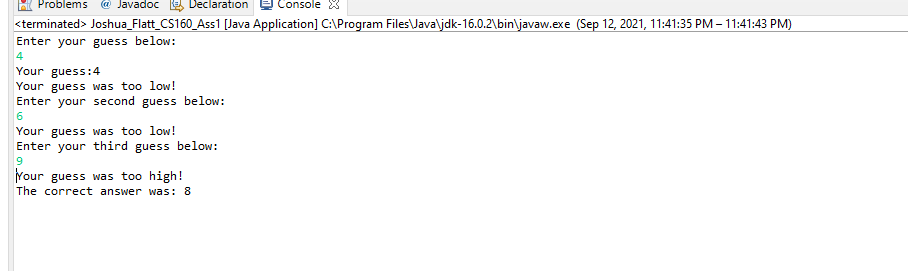 Problems @ Javadoc Declaration Console
<terminated> Joshua_Flatt_CS160_Ass1 [Java Application] C:\Program Files\Java\jdk-16.0.2\bin\javaw.exe (Sep 12, 2021, 11:41:35 PM – 11:41:43 PM)
Enter your guess below:
4
Your guess:4
Your guess was too low!
Enter your second guess below:
6
Your guess was too low!
Enter your third guess below:
9
Your guess was too high!
The correct answer was: 8